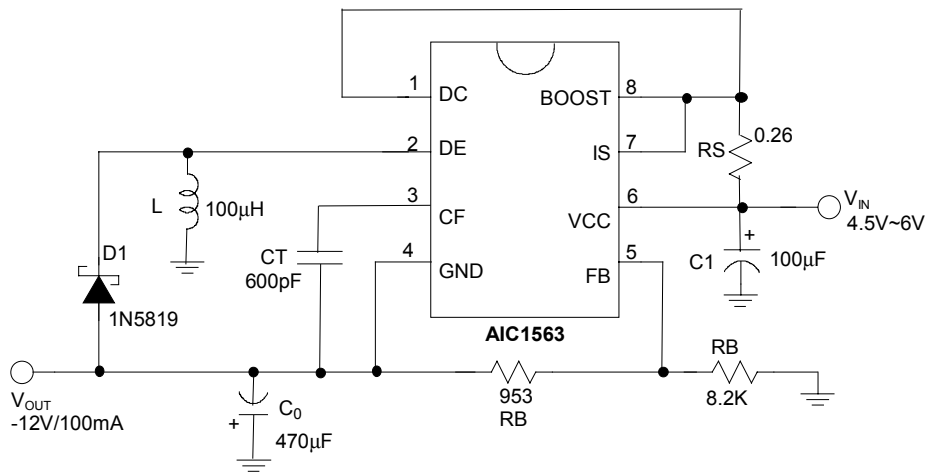 1
DC
BOOST
8
RS
0.26
2
DE
IS
7
L
100μH
3
CF
VCC
6
VIN
4.5V~6V
D1
CT
600pF
4
GND
FB
5
C1
+
100μF
1N5819
AIC1563
VOUT
-12V/100mA
C0
+
470μF
953
RB
RB
8.2K